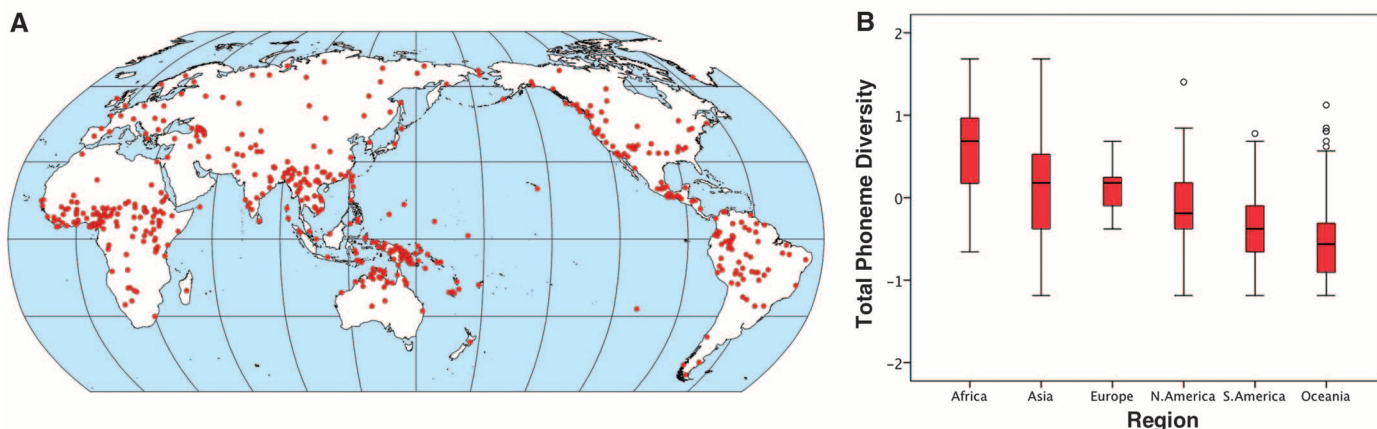 A
B
Total Phoneme Diversity
2
1
0
−1
−2
Africa Asia Europe N.America S.America Oceania
Region